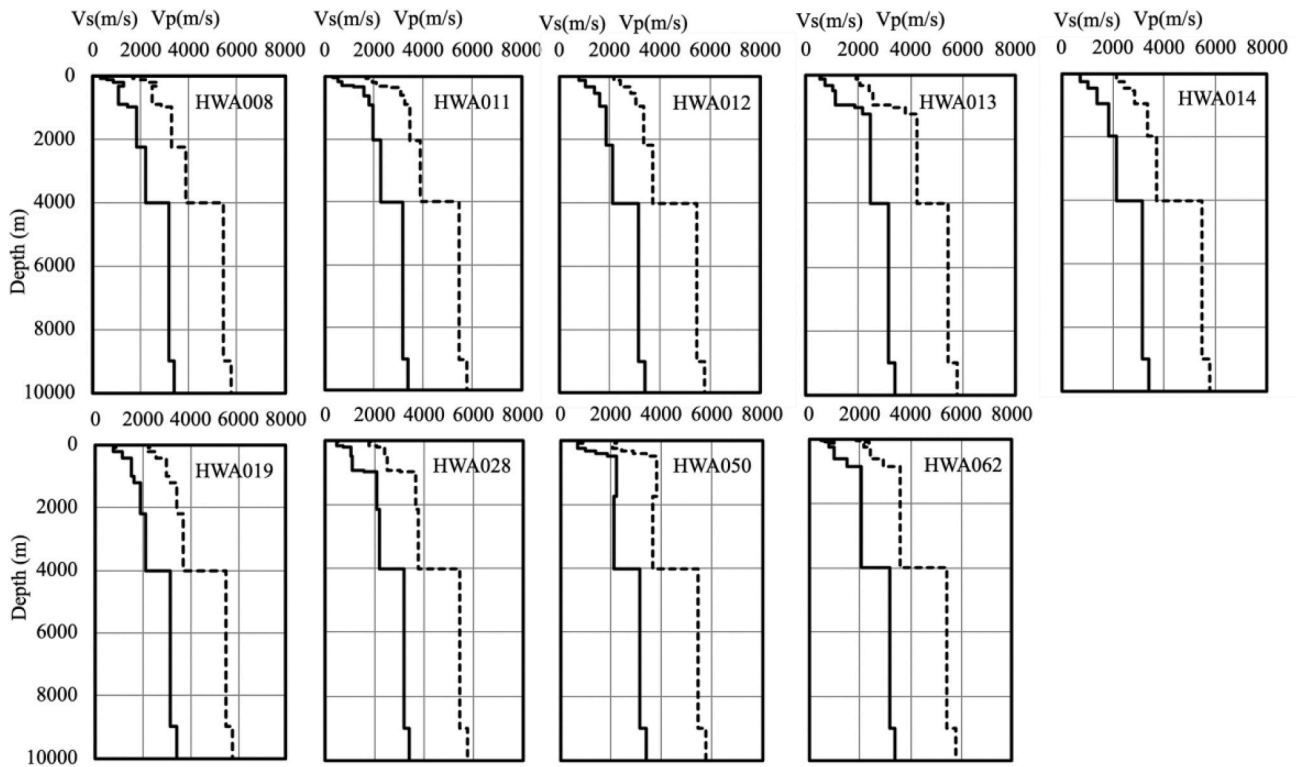 Vs(m/s) Vp(m/s) Vs(m/s) Vp(m/s) Vs(m/s) Vp(m/s) Vs(m/s) Vp(m/s) Vs(m/s) Vp(m/s)
0 2000 4000 6000 8000 0 2000 4000 6000 8000 0 2000 4000 6000 8000 0 2000 4000 6000 8000 0 2000 4000 6000 8000
0
HWA008 HWA011 HWA012 HWA013 HWA014
2000
4000
6000
8000
10000
Depth (m)
0 2000 4000 6000 8000 0 2000 4000 6000 8000 0 2000 4000 6000 8000 0 2000 4000 6000 8000
0
HWA019 HWA028 HWA050 HWA062
2000
4000
6000
8000
10000
Depth (m)